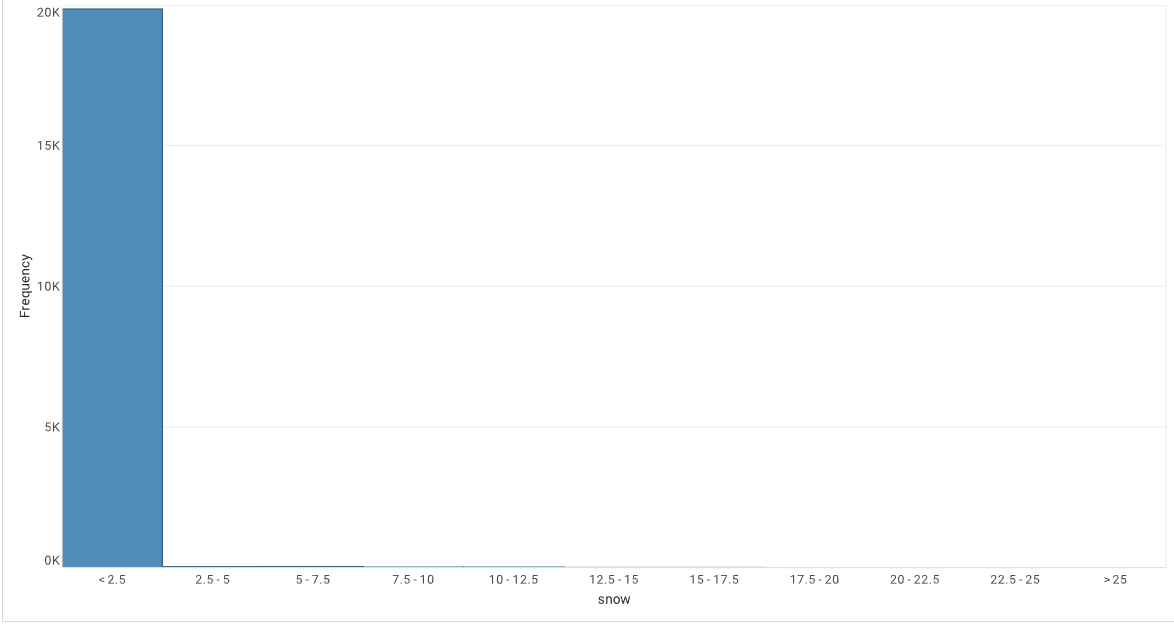 20K
15K
10K
5K
0K
Frequency
< 2.5
2.5 - 5
5 - 7.5
7.5 - 10
10 - 12.5
12.5 - 15
15 - 17.5
17.5 - 20
20 - 22.5
22.5 - 25
> 25
snow